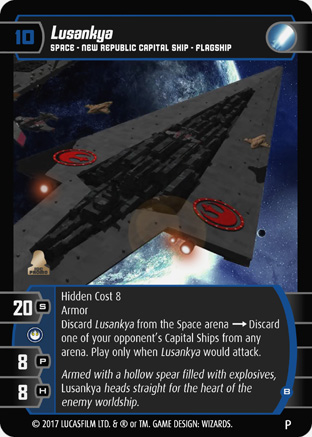 10
Lusankya
SPACE - NEW REPUBLIC CAPITAL SHIP - FLAGSHIP
20 S
8 P
8 H
Hidden Cost 8
Armor
Discard Lusankya from the Space arena → Discard
one of your opponent's Capital Ships from any
arena. Play only when Lusankya would attack.
Armed with a hollow spear filled with explosives,
Lusankya heads straight for the heart of the
enemy worldship.
B
© 2017 LUCASFILM LTD. & ® or TM. GAME DESIGN: WIZARDS.
P